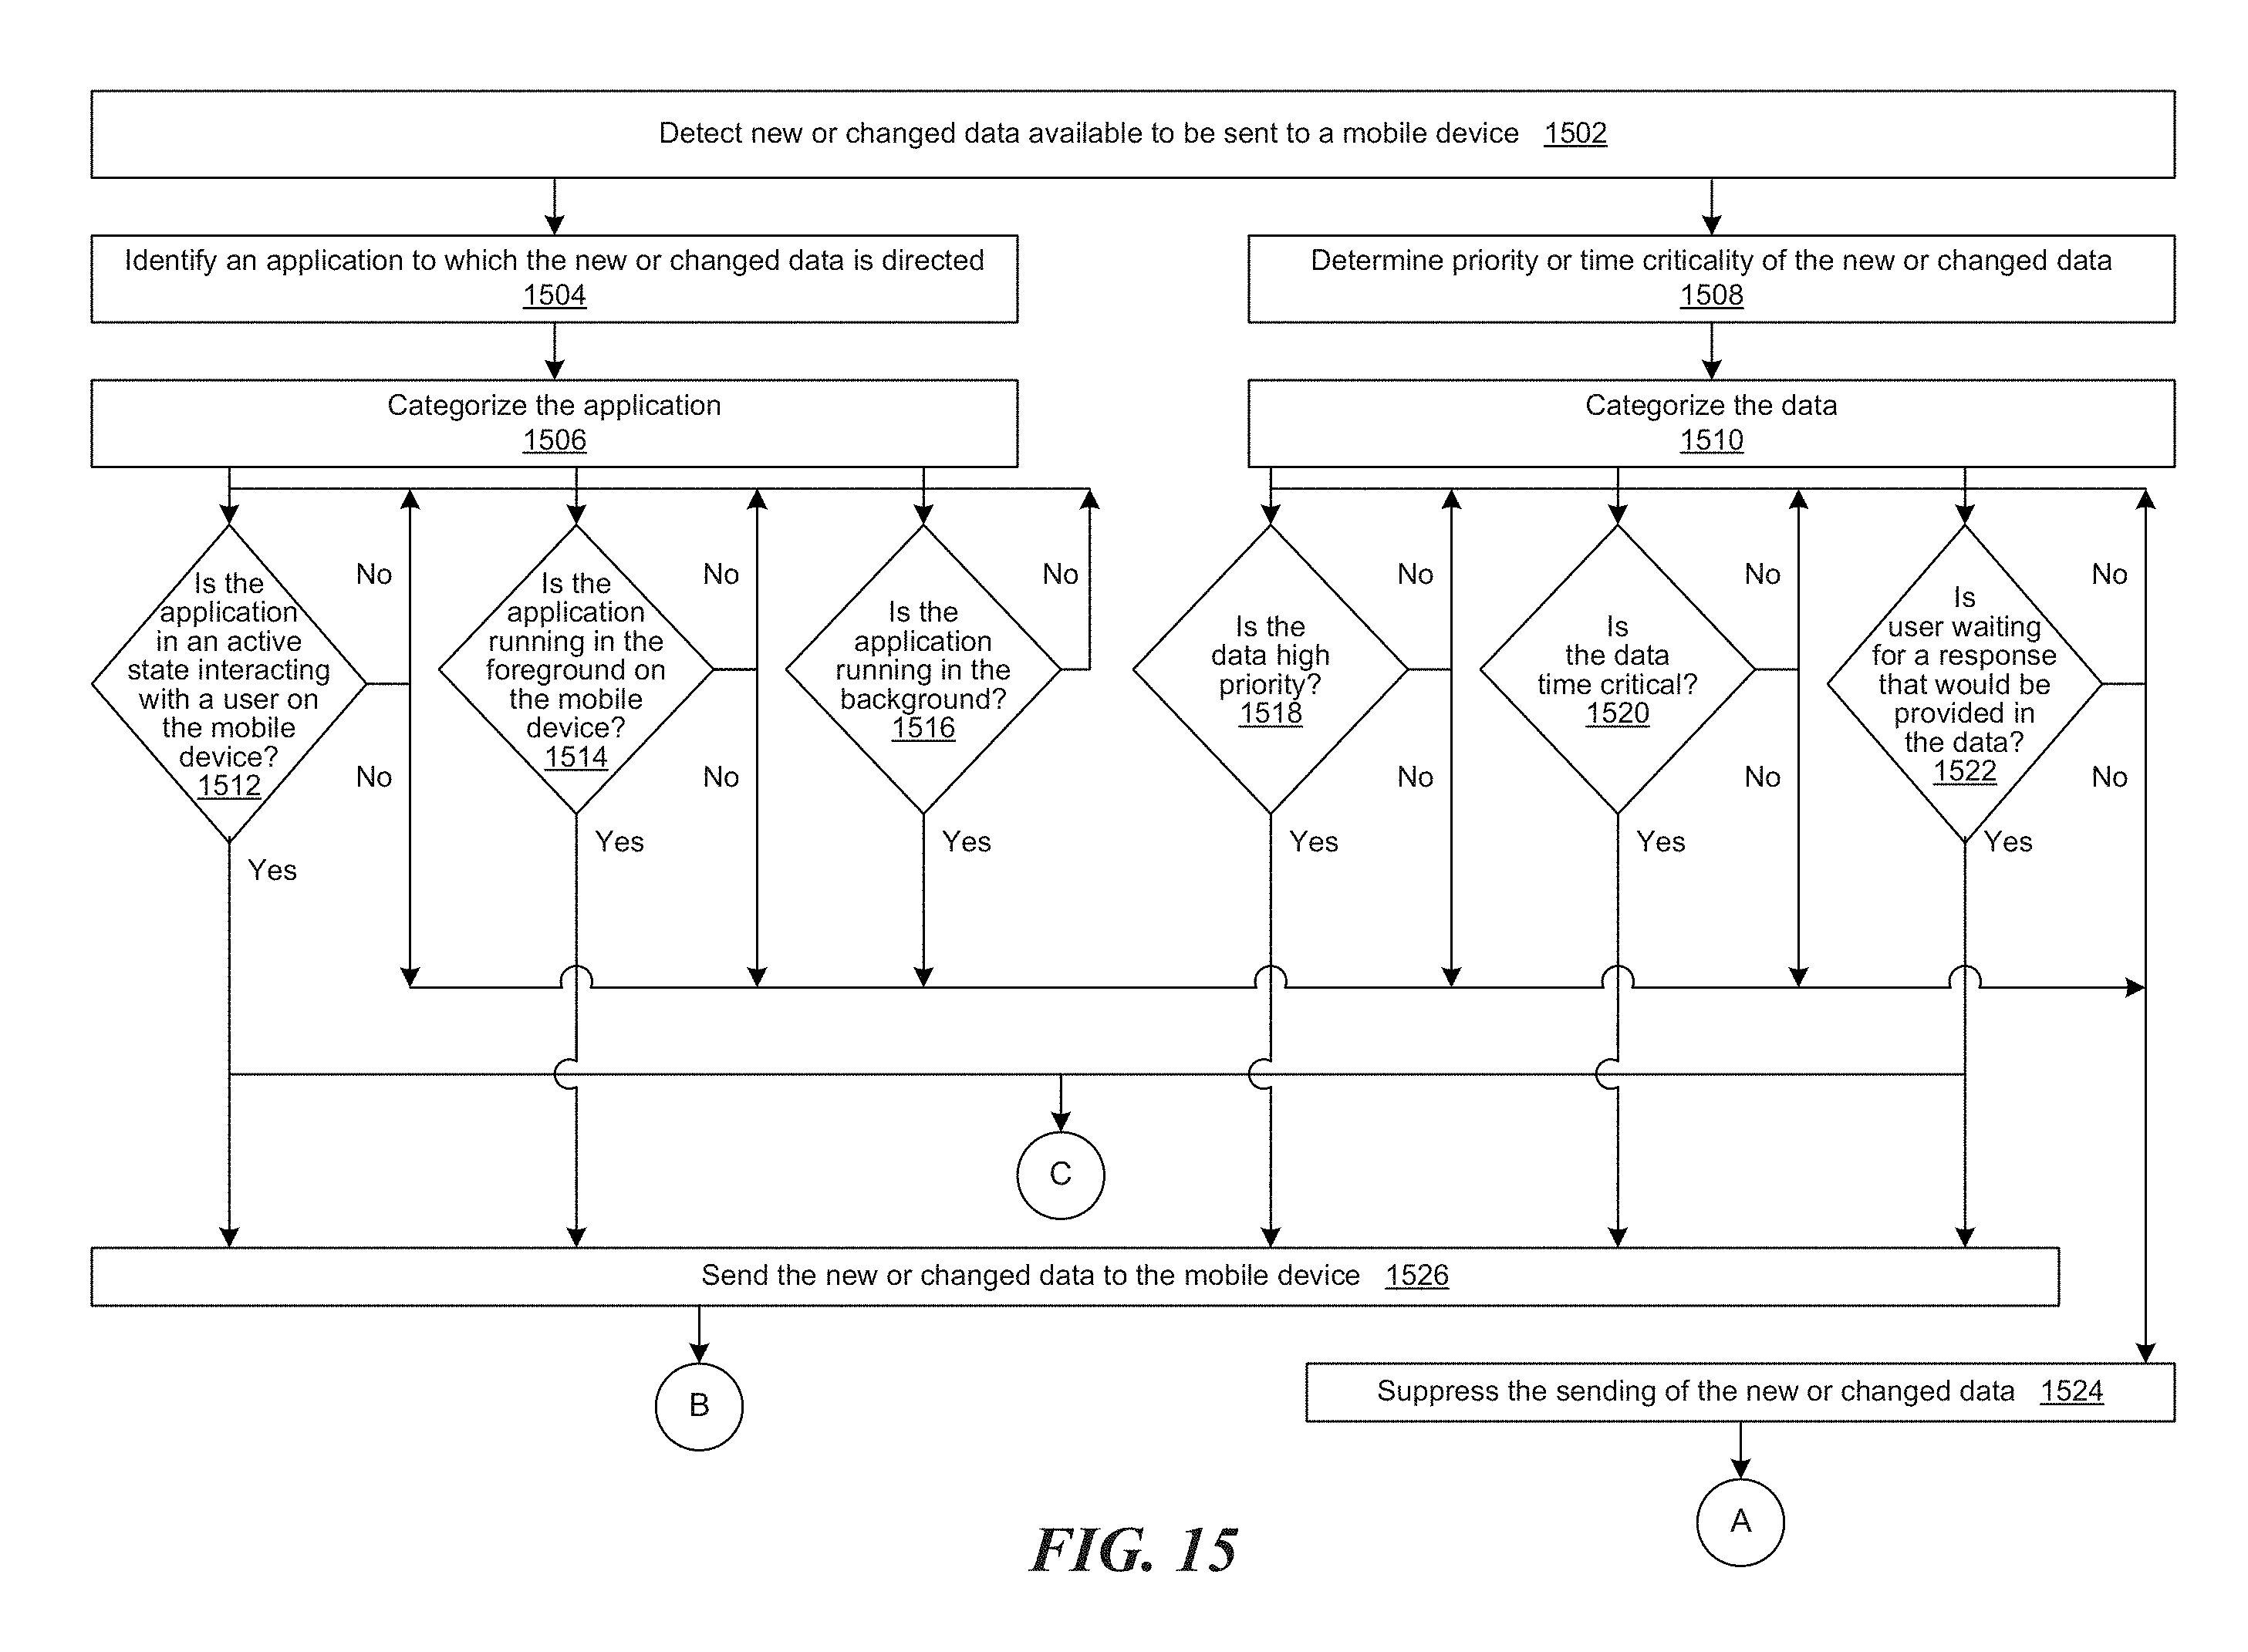 Detect new or changed data available to be sent to a mobile device 1502
Identify an application to which the new or changed data is directed
1504
Determine priority or time criticality of the new or changed data
1508
Categorize the application
1506
Categorize the data
1510
Is the
application
in an active
state interacting
with a user on
the mobile
device?
1512
No
No
Yes
Is the
application
running in the
foreground on
the mobile
device?
1514
No
No
Yes
Is the
application
running in the
background?
1516
No
Yes
Is the
data high
priority?
1518
No
No
Yes
Is
the data
time critical?
1520
No
No
Yes
Is
user waiting
for a response
that would be
provided in
the data?
1522
No
No
Yes
C
Send the new or changed data to the mobile device 1526
B
Suppress the sending of the new or changed data 1524
A
FIG. 15